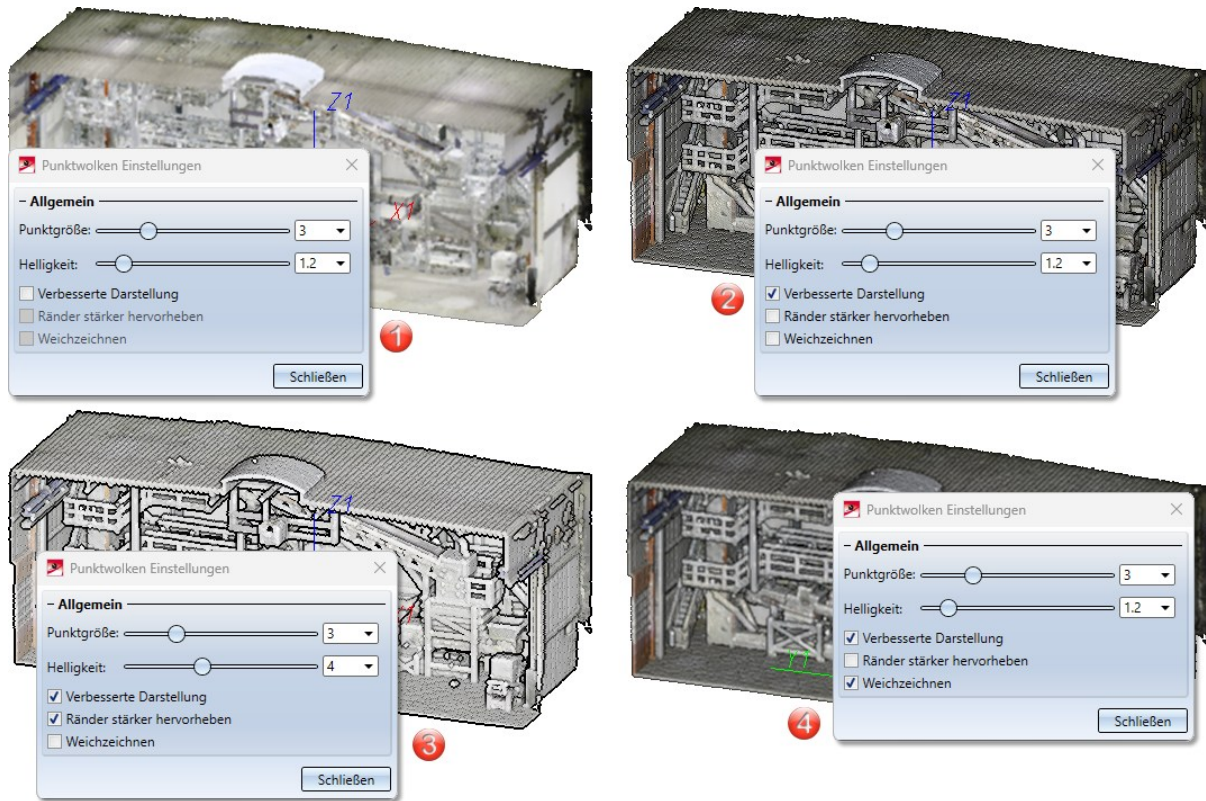 Z1
X1
Punktwolken Einstellungen
– Allgemein
Punktgröße: 3
Helligkeit: 1.2
Verbesserte Darstellung
Ränder stärker hervorheben
Weichzeichnen
Schließen
1
Z1
Punktwolken Einstellungen
– Allgemein
Punktgröße: 3
Helligkeit: 1.2
Verbesserte Darstellung
Ränder stärker hervorheben
Weichzeichnen
Schließen
2
Z1
Punktwolken Einstellungen
– Allgemein
Punktgröße: 3
Helligkeit: 4
Verbesserte Darstellung
Ränder stärker hervorheben
Weichzeichnen
Schließen
3
Punktwolken Einstellungen
– Allgemein
Punktgröße: 3
Helligkeit: 1.2
Verbesserte Darstellung
Ränder stärker hervorheben
Weichzeichnen
Schließen
Y1
4